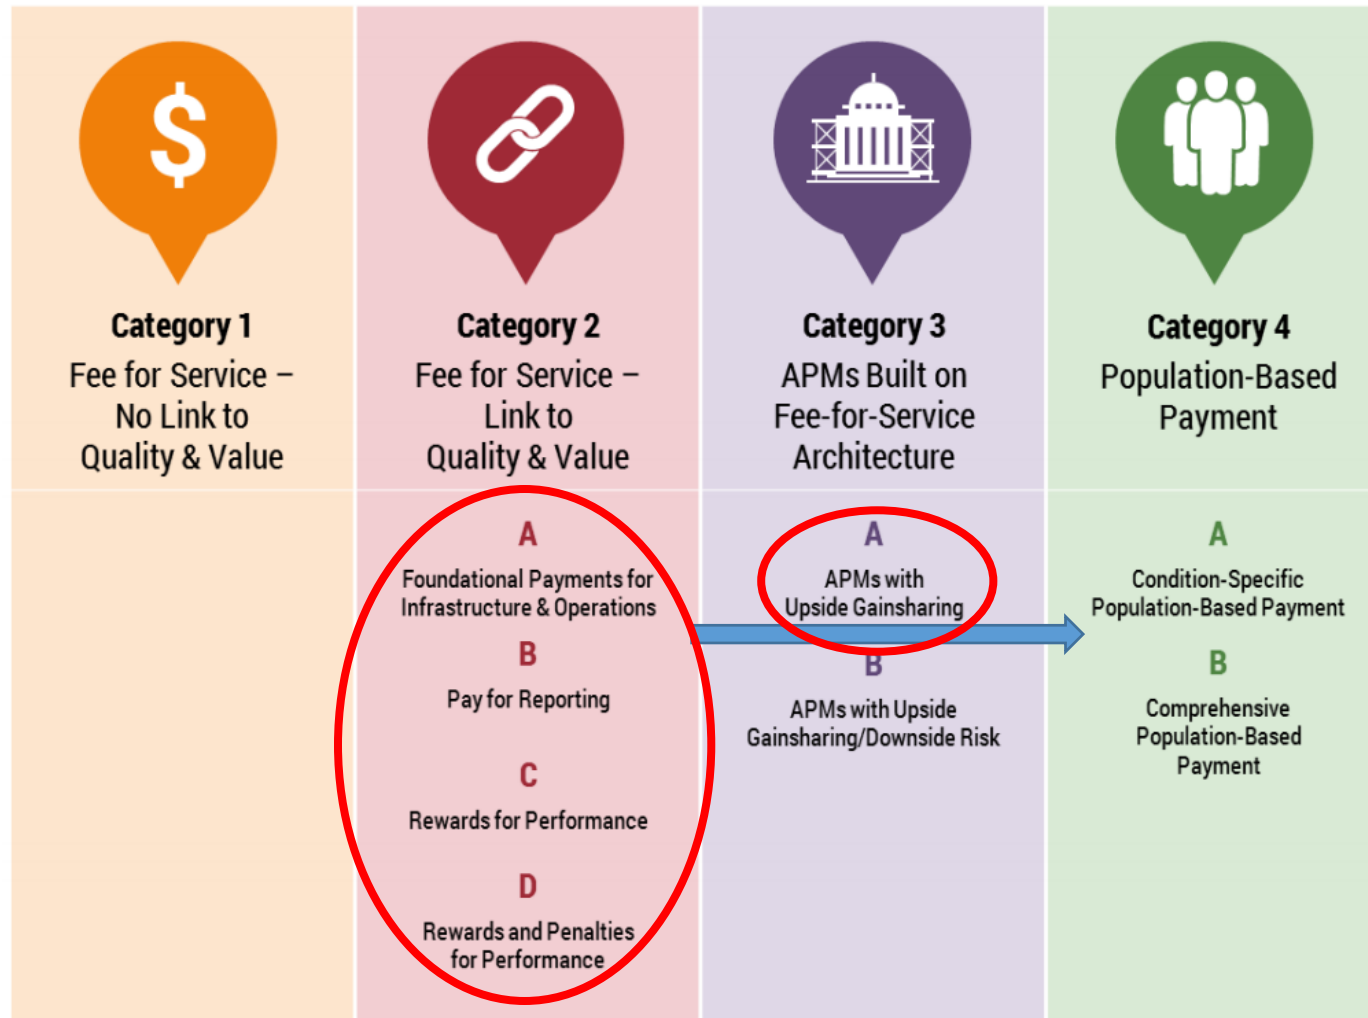 $
Category 1
Fee for Service –
No Link to
Quality & Value
Category 2
Fee for Service –
Link to
Quality & Value
A
Foundational Payments for
Infrastructure & Operations
B
Pay for Reporting
C
Rewards for Performance
D
Rewards and Penalties
for Performance
Category 3
APMs Built on
Fee-for-Service
Architecture
A
APMs with
Upside Gainsharing
B
APMs with Upside
Gainsharing/Downside Risk
Category 4
Population-Based
Payment
A
Condition-Specific
Population-Based Payment
B
Comprehensive
Population-Based
Payment